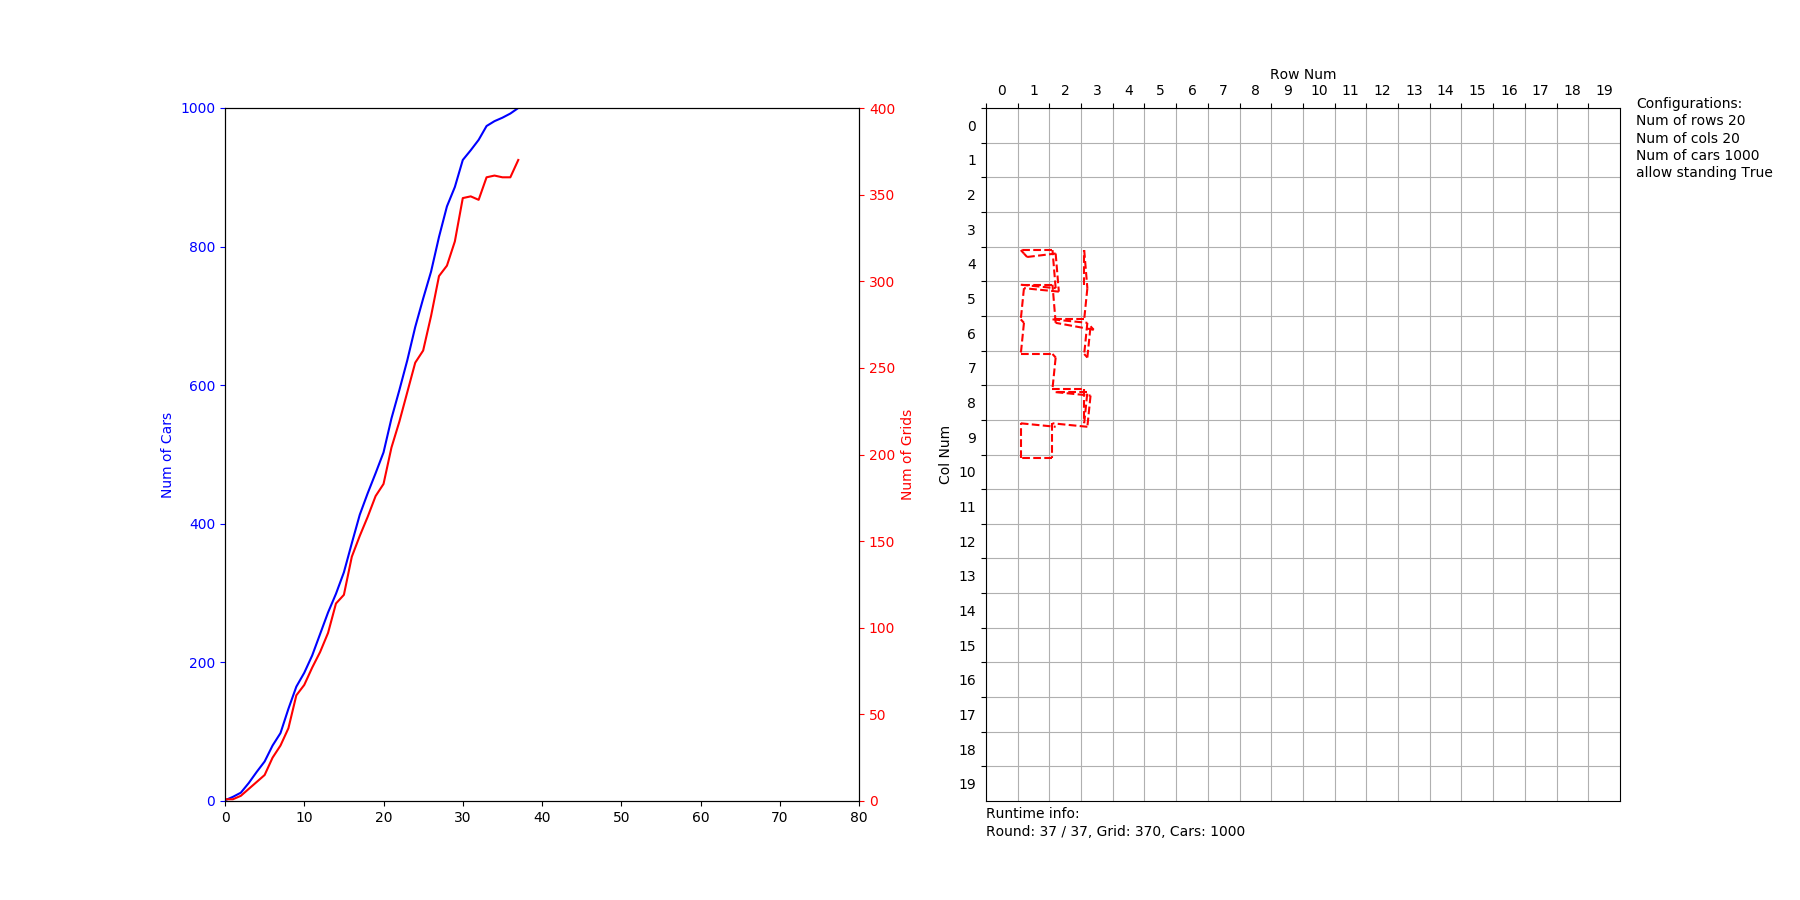 Row Num
0 1 2 3 4 5 6 7 8 9 10 11 12 13 14 15 16 17 18 19
Configurations:
Num of rows 20
Num of cols 20
Num of cars 1000
allow standing True
1000
800
600
400
200
0
Num of Cars
0 10 20 30 40 50 60 70 80
400
350
300
250
200
150
100
50
0
Num of Grids
Col Num
0
1
2
3
4
5
6
7
8
9
10
11
12
13
14
15
16
17
18
19
Runtime info:
Round: 37 / 37, Grid: 370, Cars: 1000